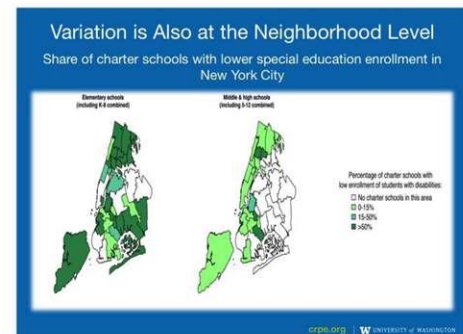 Variation is Also at the Neighborhood Level
Share of charter schools with lower special education enrollment in
New York City
Elementary schools
(including K-8 combined)
Middle & high schools
(including 5-12 combined)
Percentage of charter schools with
low enrollment of students with disabilities:
No charter schools in this area
0-15%
15-50%
>50%
crpe.org | W UNIVERSITY of WASHINGTON